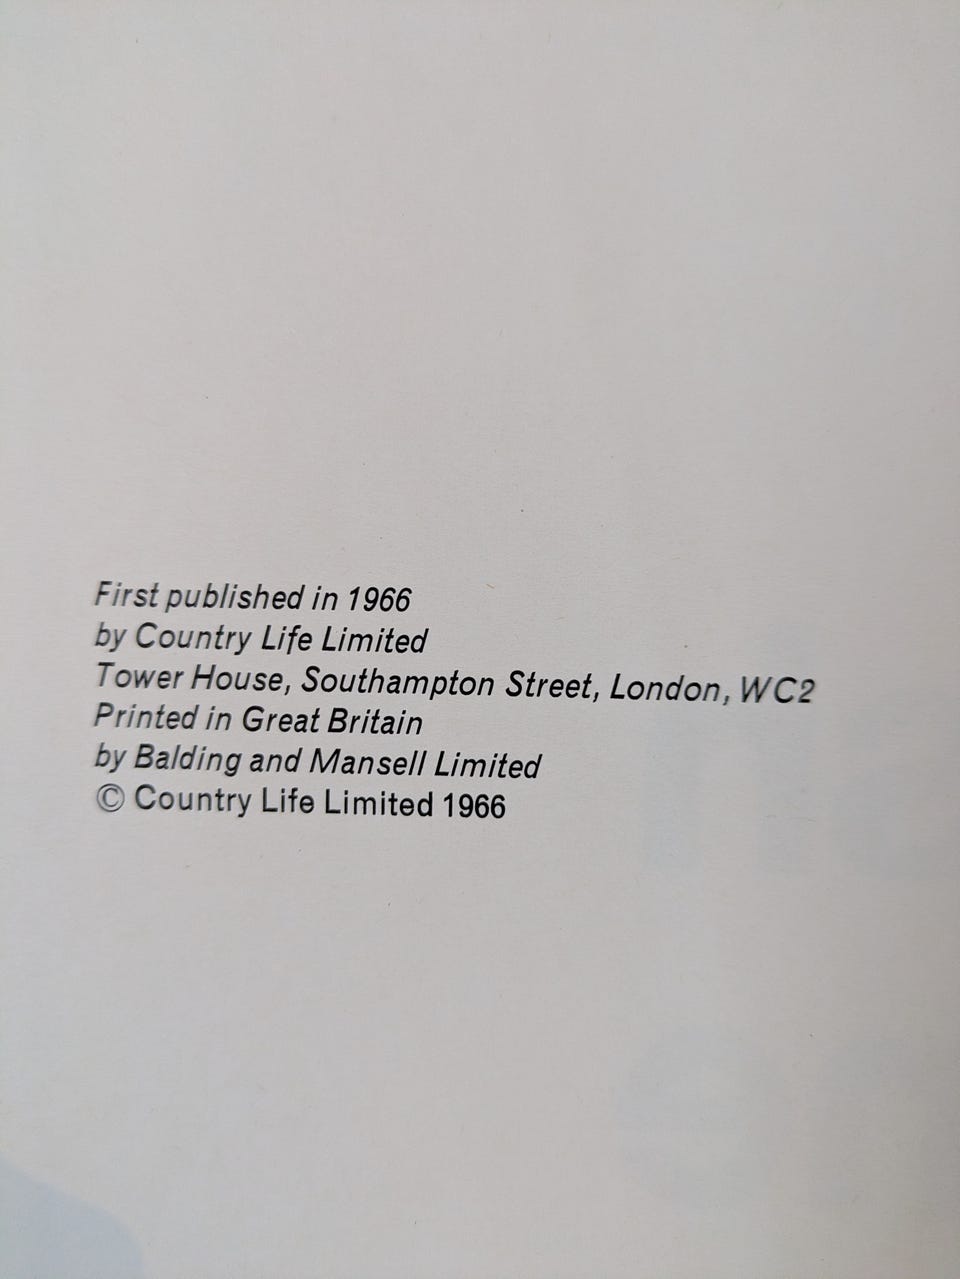 First published in 1966
by Country Life Limited
Tower House, Southampton Street, London, WC2
Printed in Great Britain
by Balding and Mansell Limited
© Country Life Limited 1966